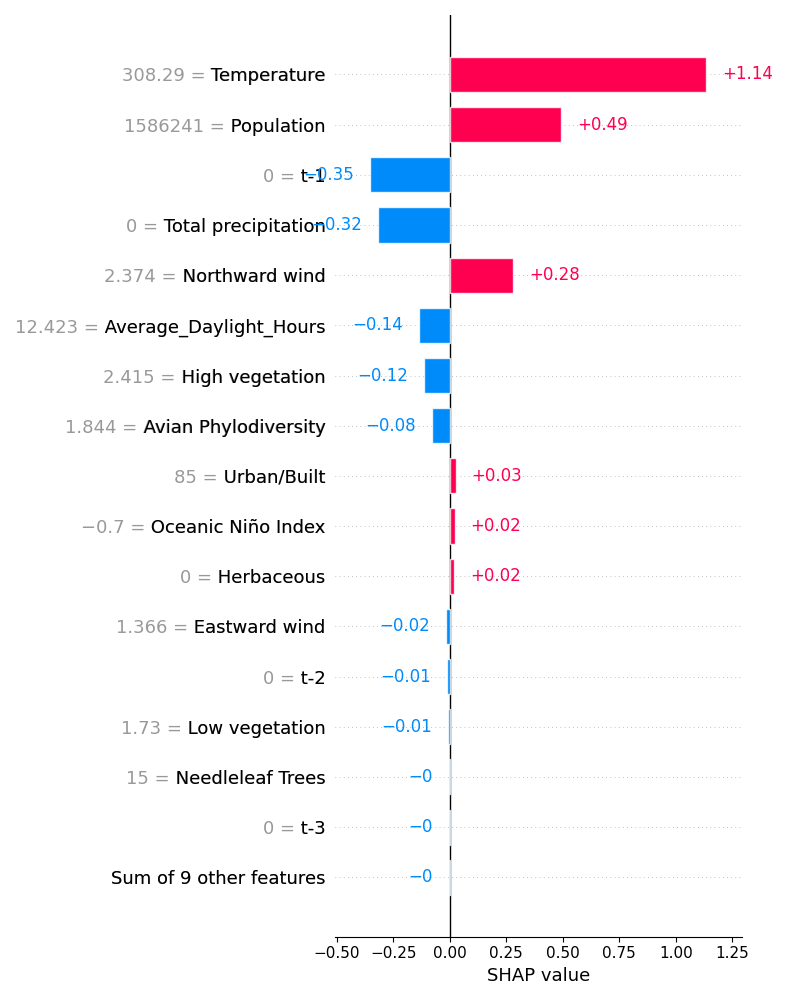 308.29 = Temperature +1.14
1586241 = Population +0.49
0 = t-1 −0.35
0 = Total precipitation −0.32
2.374 = Northward wind +0.28
12.423 = Average_Daylight_Hours −0.14
2.415 = High vegetation −0.12
1.844 = Avian Phylodiversity −0.08
85 = Urban/Built +0.03
−0.7 = Oceanic Niño Index +0.02
0 = Herbaceous +0.02
1.366 = Eastward wind −0.02
0 = t-2 −0.01
1.73 = Low vegetation −0.01
15 = Needleleaf Trees −0
0 = t-3 −0
Sum of 9 other features −0
−0.50 −0.25 0.00 0.25 0.50 0.75 1.00 1.25
SHAP value